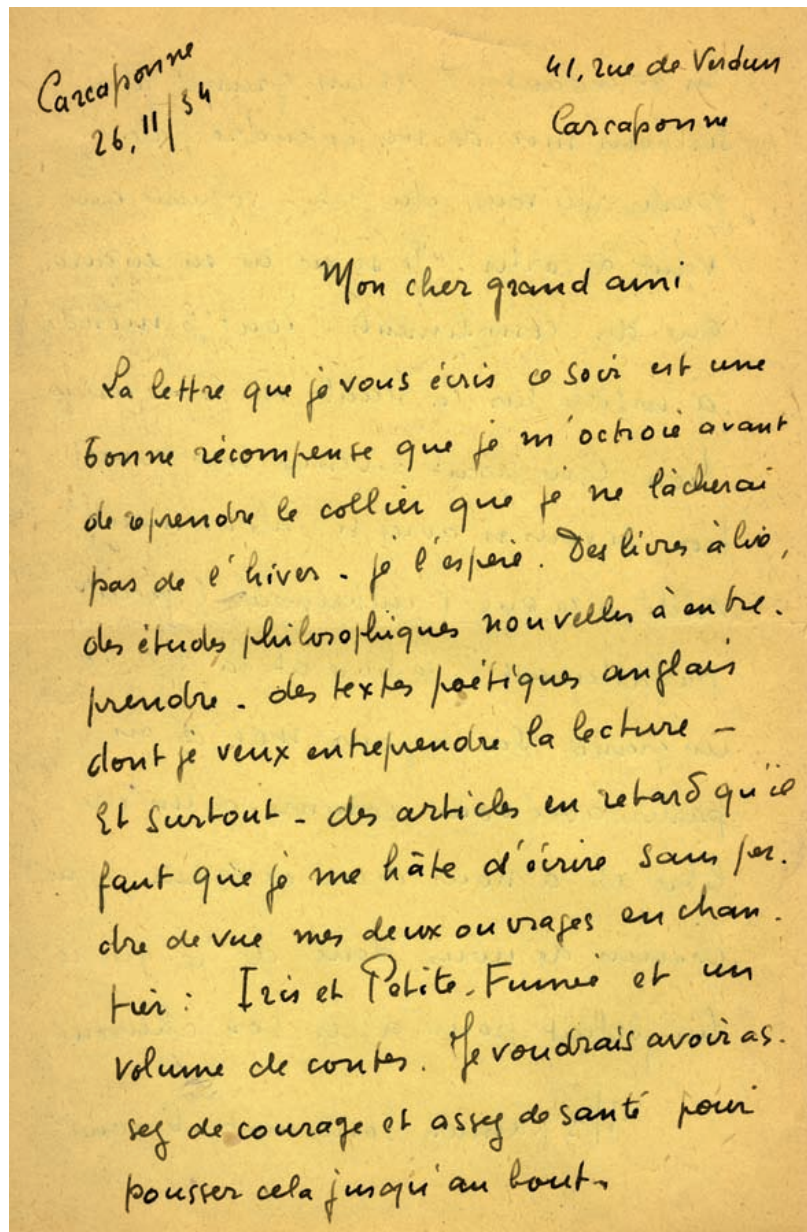 Carcassonne
26, 11/34
41, rue de Verdun
Carcassonne
Mon cher grand ami
La lettre que je vous écris ce soir est une
bonne récompense que je m'octroie avant
de reprendre le collier que je ne lâcherai
pas de l'hiver - je l'espère. Des livres à lire,
des études philosophiques nouvelles à entre-
prendre - des textes poétiques anglais
dont je veux entreprendre la lecture -
Et surtout - des articles en retard qu'il
faut que je me hâte d'écrire sans per-
dre de vue mes deux ouvrages en chan-
tier : Iris et Petite-Fumée et un
volume de contes. Je voudrais avoir as-
sez de courage et assez de santé pour
pousser cela jusqu'au bout.